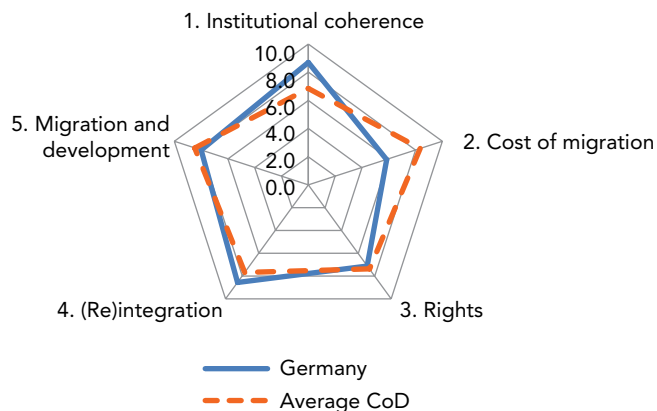 1. Institutional coherence
10.0
8.0
6.0
4.0
2.0
0.0
5. Migration and
development
2. Cost of migration
4. (Re)integration
3. Rights
Germany
Average CoD